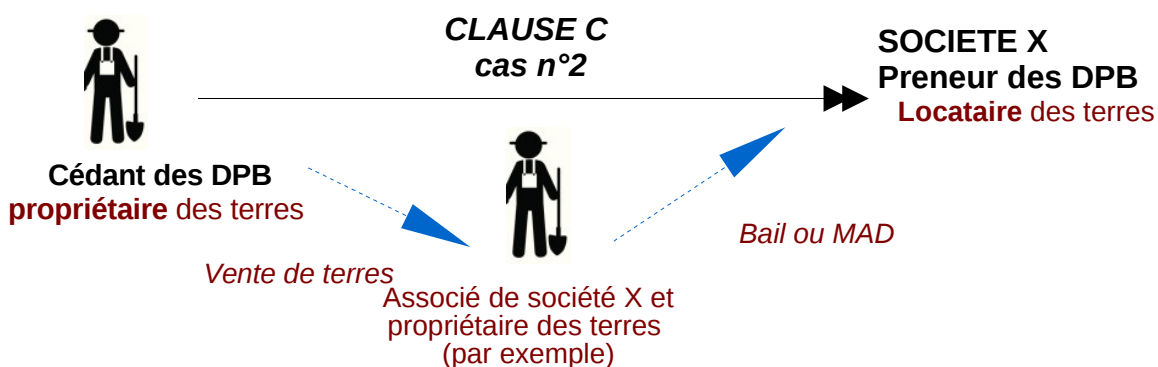 CLAUSE C
cas n°2
SOCIETE X
Preneur des DPB
Locataire des terres
Cédant des DPB
propriétaire des terres
Vente de terres
Bail ou MAD
Associé de société X et
propriétaire des terres
(par exemple)